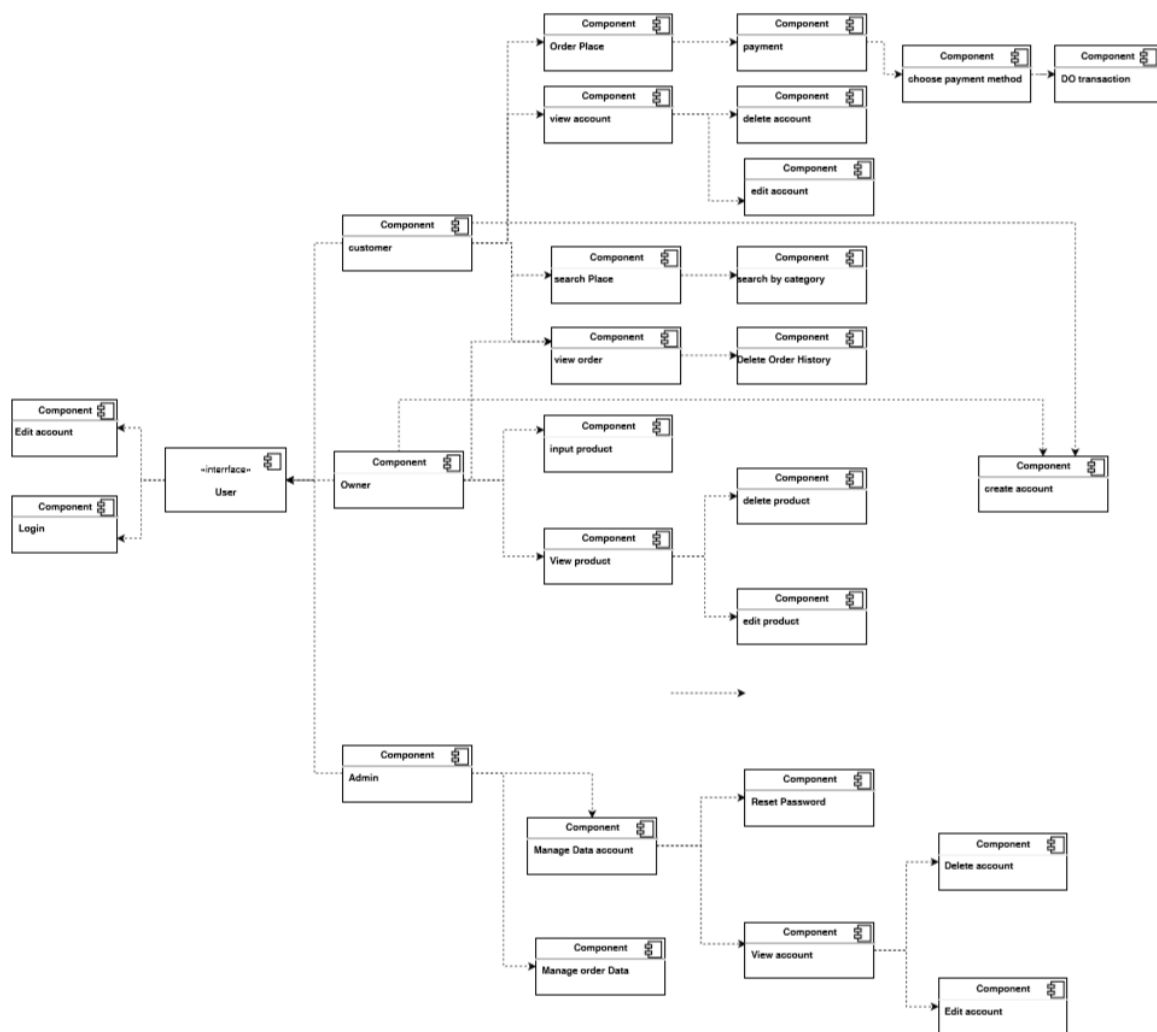 Component
Order Place
Component
payment
Component
choose payment method
Component
DO transaction
Component
view account
Component
delete account
Component
edit account
Component
customer
Component
search Place
Component
search by category
Component
view order
Component
Delete Order History
Component
Edit account
«interface»
User
Component
Login
Component
Owner
Component
input product
Component
create account
Component
delete product
Component
View product
Component
edit product
Component
Admin
Component
Reset Password
Component
Manage Data account
Component
Delete account
Component
View account
Component
Manage order Data
Component
Edit account